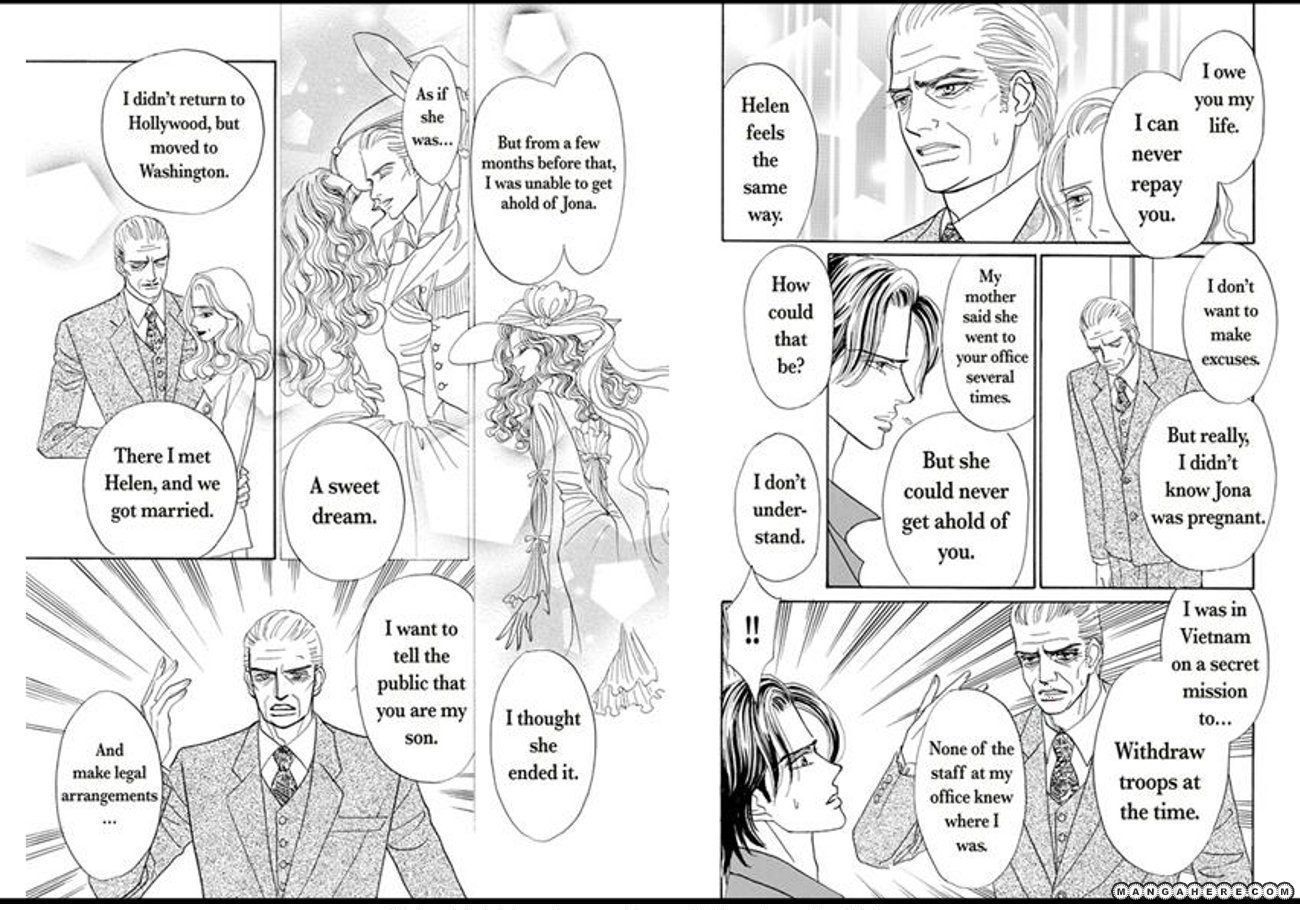 I owe
you my
life.
I can
never
repay
you.
Helen
feels
the
same
way.
I don't
want to
make
excuses.
But really,
I didn't
know Jona
was pregnant.
My
mother
said she
went to
your office
several
times.
But she
could never
get ahold of
you.
How
could
that
be?
I don't
under-
stand.
I was in
Vietnam
on a secret
mission
to...
Withdraw
troops at
the time.
None of the
staff at my
office knew
where I
was.
!!
But from a few
months before that,
I was unable to get
ahold of Jona.
I thought
she
ended it.
As if
she
was...
A sweet
dream.
I didn't return to
Hollywood, but
moved to
Washington.
There I met
Helen, and we
got married.
I want to
tell the
public that
you are my
son.
And
make legal
arrangements
...
MANGAHERE.COM